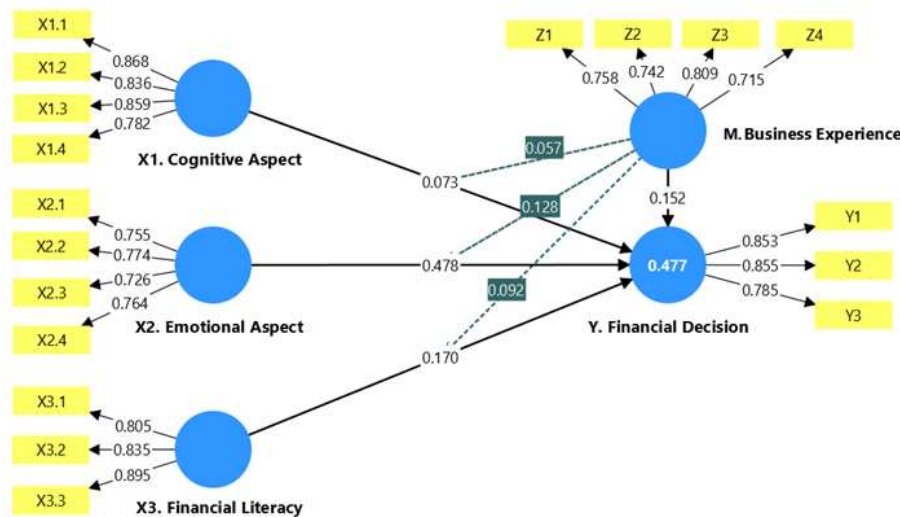 X1.1
0.868
X1.2
0.836
X1.3
0.859
X1.4
0.782
X1. Cognitive Aspect
Z1
Z2
Z3
Z4
0.758
0.742
0.809
0.715
M. Business Experience
0.057
0.073
0.128
0.152
X2.1
0.755
X2.2
0.774
X2.3
0.726
X2.4
0.764
X2. Emotional Aspect
0.478
0.092
0.477
Y1
0.853
Y2
0.855
Y3
0.785
Y. Financial Decision
0.170
X3.1
0.805
X3.2
0.835
X3.3
0.895
X3. Financial Literacy